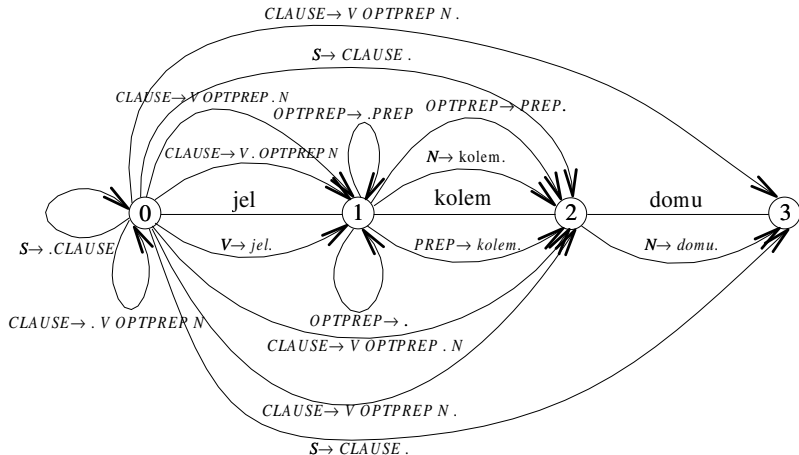 CLAUSE→ V OPTPREP N .
S→ CLAUSE .
CLAUSE→ V OPTPREP . N
OPTPREP→ .PREP
OPTPREP→ PREP.
CLAUSE→ V . OPTPREP N
N→ kolem.
jel
kolem
domu
0
1
2
3
S→ .CLAUSE
V→ jel.
PREP→ kolem.
N→ domu.
CLAUSE→ . V OPTPREP N
OPTPREP→ .
CLAUSE→ V OPTPREP . N
CLAUSE→ V OPTPREP N .
S→ CLAUSE .